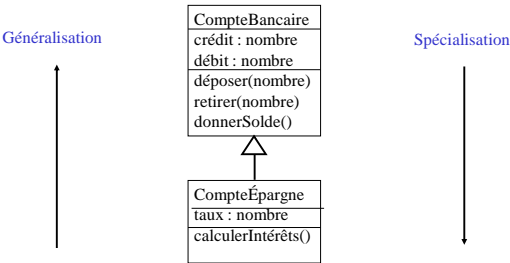 CompteBancaire
Généralisation
crédit : nombre
Spécialisation
débit : nombre
déposer(nombre)
retirer(nombre)
donnerSolde()
CompteÉpargne
taux : nombre
calculerIntérêts()